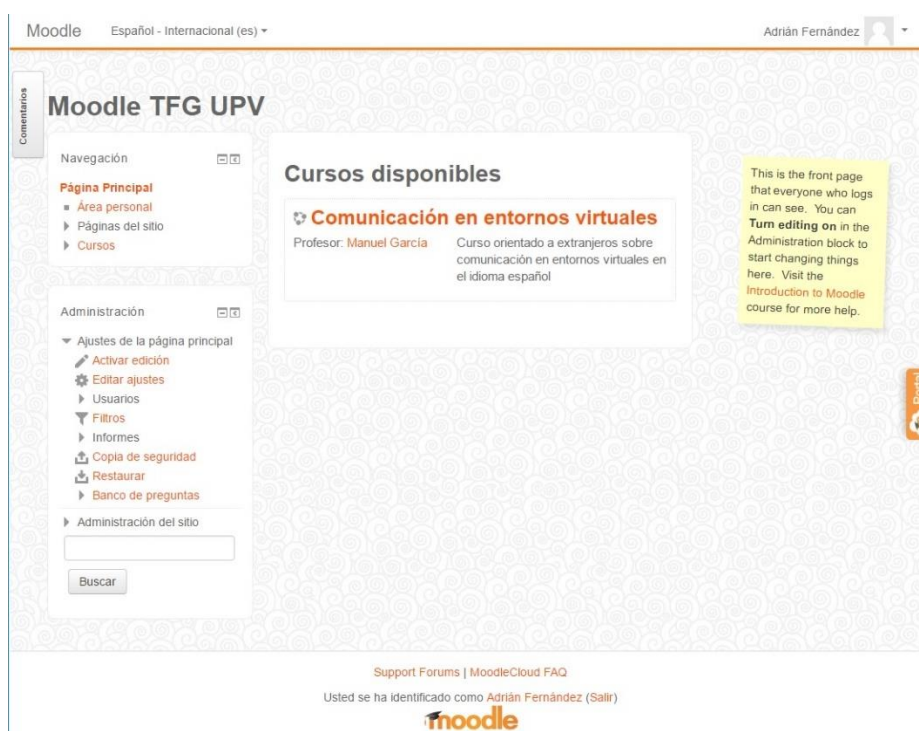 Moodle
Español - Internacional (es)
Adrián Fernández
Comentarios
Moodle TFG UPV
Navegación
Página Principal
Área personal
Páginas del sitio
Cursos
Administración
Ajustes de la página principal
Activar edición
Editar ajustes
Usuarios
Filtros
Informes
Copia de seguridad
Restaurar
Banco de preguntas
Administración del sitio
Buscar
Cursos disponibles
Comunicación en entornos virtuales
Profesor: Manuel García
Curso orientado a extranjeros sobre
comunicación en entornos virtuales en
el idioma español
This is the front page
that everyone who logs
in can see. You can
Turn editing on in the
Administration block to
start changing things
here. Visit the
Introduction to Moodle
course for more help.
Portal
Support Forums | MoodleCloud FAQ
Usted se ha identificado como Adrián Fernández (Salir)
moodle